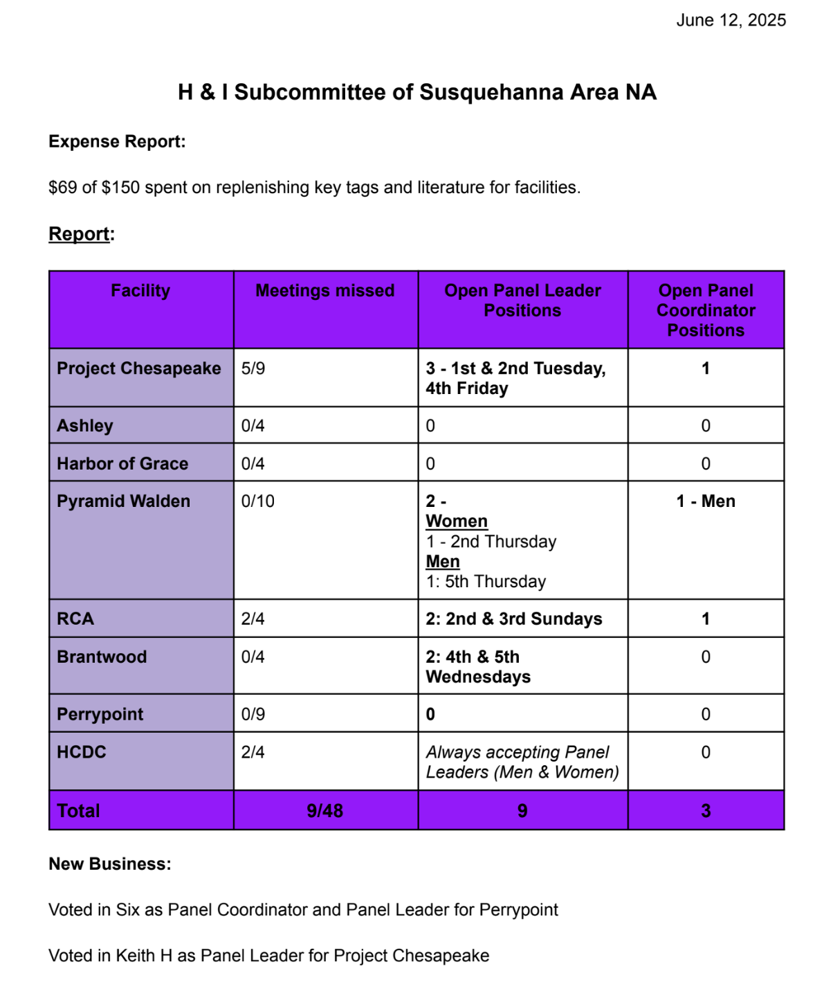 June 12, 2025
H & I Subcommittee of Susquehanna Area NA
Expense Report:
$69 of $150 spent on replenishing key tags and literature for facilities.
Report:
Facility
Meetings missed
Open Panel Leader
Positions
Open Panel
Coordinator
Positions
Project Chesapeake
5/9
3 - 1st & 2nd Tuesday,
4th Friday
1
Ashley
0/4
0
0
Harbor of Grace
0/4
0
0
Pyramid Walden
0/10
2 -
Women
1 - 2nd Thursday
Men
1: 5th Thursday
1 - Men
RCA
2/4
2: 2nd & 3rd Sundays
1
Brantwood
0/4
2: 4th & 5th
Wednesdays
0
Perrypoint
0/9
0
0
HCDC
2/4
Always accepting Panel
Leaders (Men & Women)
0
Total
9/48
9
3
New Business:
Voted in Six as Panel Coordinator and Panel Leader for Perrypoint
Voted in Keith H as Panel Leader for Project Chesapeake